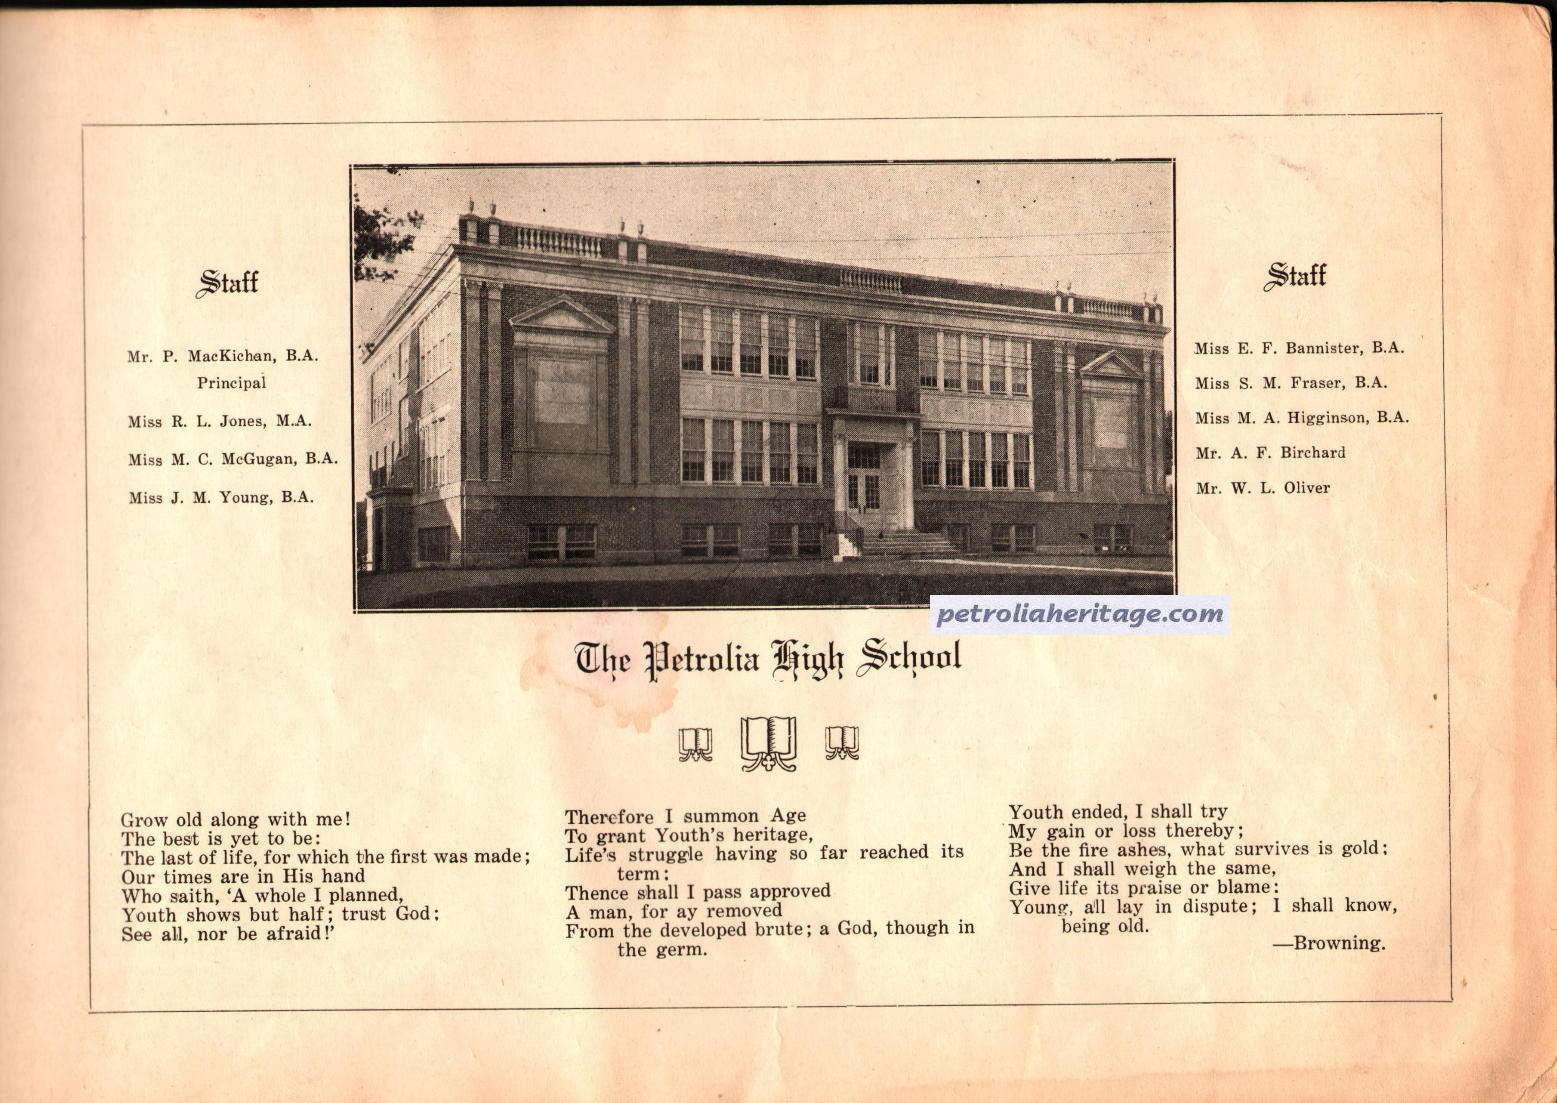 Staff
Mr. P. MacKichan, B.A.
Principal
Miss R. L. Jones, M.A.
Miss M. C. McGugan, B.A.
Miss J. M. Young, B.A.
Staff
Miss E. F. Bannister, B.A.
Miss S. M. Fraser, B.A.
Miss M. A. Higginson, B.A.
Mr. A. F. Birchard
Mr. W. L. Oliver
petroliaheritage.com
The Petrolia High School
Grow old along with me!
The best is yet to be:
The last of life, for which the first was made;
Our times are in His hand
Who saith, ‘A whole I planned,
Youth shows but half; trust God;
See all, nor be afraid!’
Therefore I summon Age
To grant Youth's heritage,
Life's struggle having so far reached its
term:
Thence shall I pass approved
A man, for ay removed
From the developed brute; a God, though in
the germ.
Youth ended, I shall try
My gain or loss thereby;
Be the fire ashes, what survives is gold:
And I shall weigh the same,
Give life its praise or blame:
Young, all lay in dispute; I shall know,
being old.
—Browning.